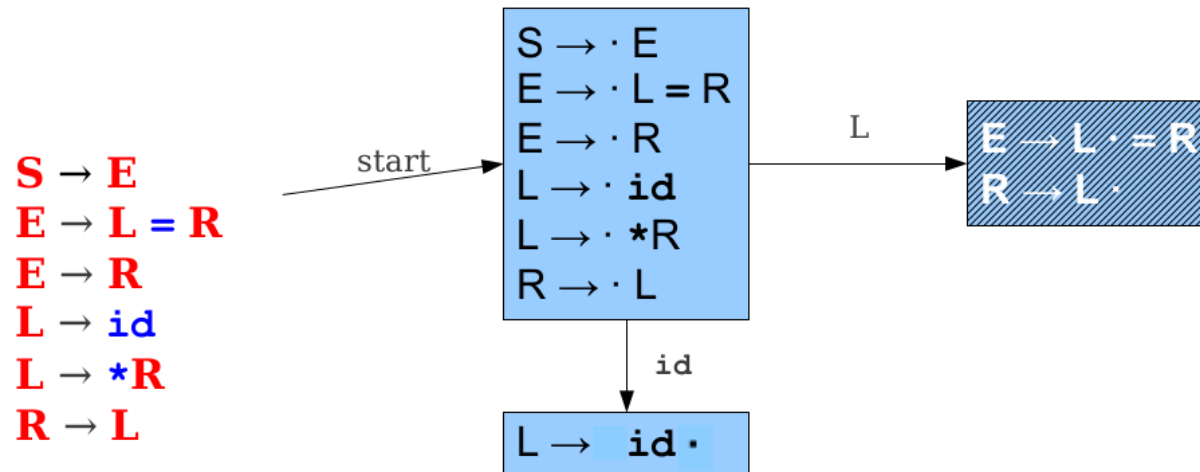 S → E
E → L = R
E → R
L → id
L → *R
R → L
start
S → · E
E → · L = R
E → · R
L → · id
L → · *R
R → · L
L
E → L · = R
R → L ·
id
L → id ·